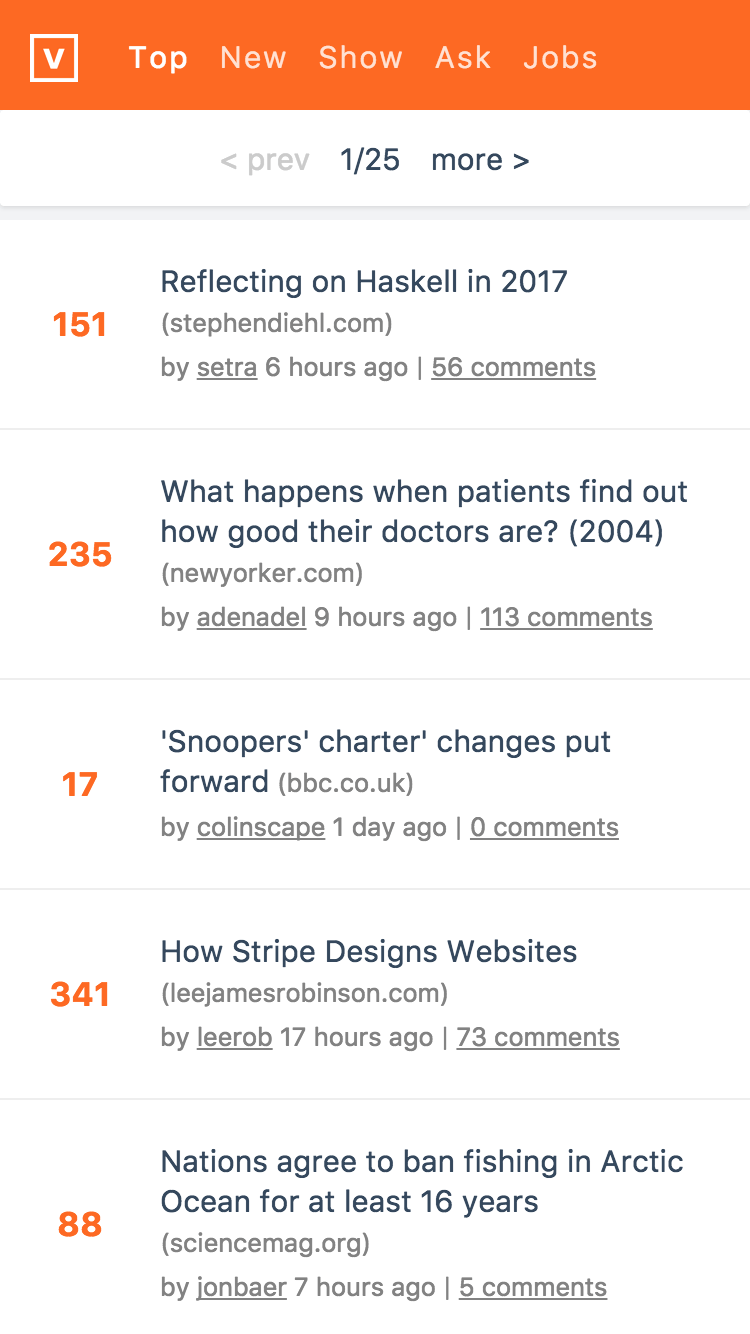 V Top New Show Ask Jobs
< prev 1/25 more >
151
Reflecting on Haskell in 2017
(stephendiehl.com)
by setra 6 hours ago | 56 comments
235
What happens when patients find out
how good their doctors are? (2004)
(newyorker.com)
by adenadel 9 hours ago | 113 comments
17
'Snoopers' charter' changes put
forward (bbc.co.uk)
by colinscape 1 day ago | 0 comments
341
How Stripe Designs Websites
(leejamesrobinson.com)
by leerob 17 hours ago | 73 comments
88
Nations agree to ban fishing in Arctic
Ocean for at least 16 years
(sciencemag.org)
by jonbaer 7 hours ago | 5 comments